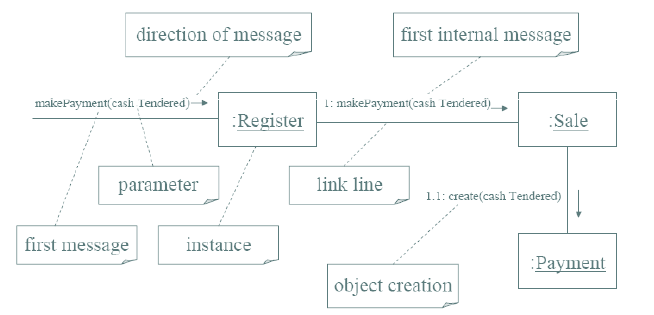 direction of message
first internal message
makePayment(cash Tendered)
1: makePayment(cash Tendered)
:Register
:Sale
parameter
link line
1.1: create(cash Tendered)
first message
instance
:Payment
object creation